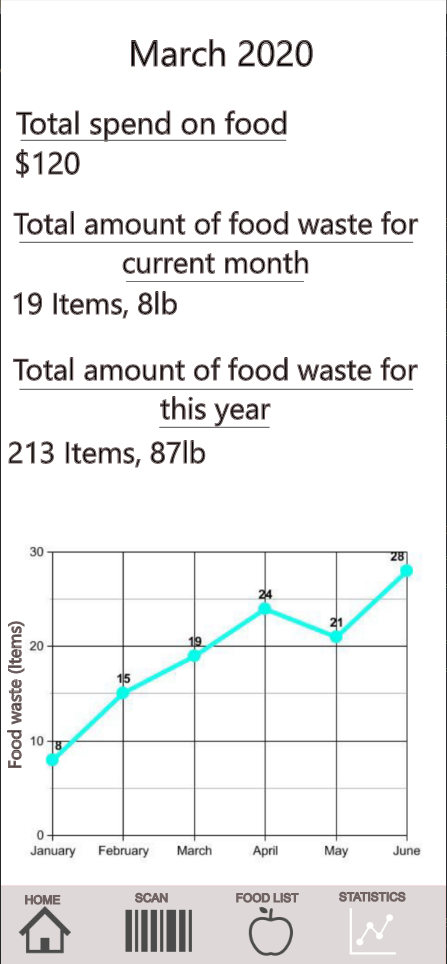 March 2020
Total spend on food
$120
Total amount of food waste for
current month
19 Items, 8lb
Total amount of food waste for
this year
213 Items, 87lb
Food waste (Items)
30
20
10
0
8
15
19
24
21
28
January February March April May June
HOME SCAN FOOD LIST STATISTICS